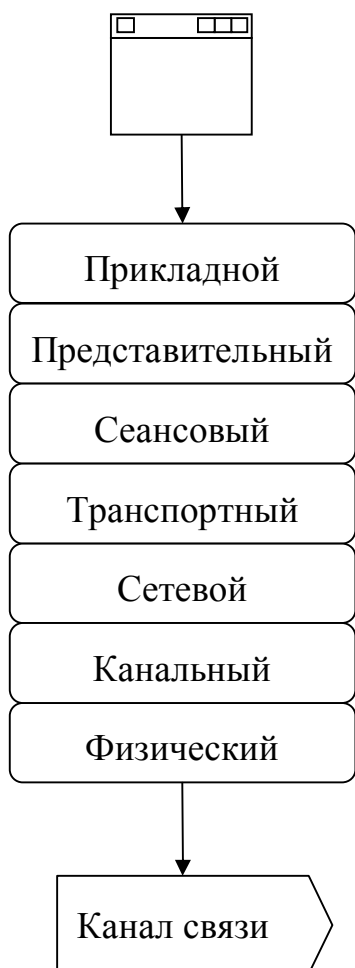 Прикладной
Представительный
Сеансовый
Транспортный
Сетевой
Канальный
Физический
Канал связи